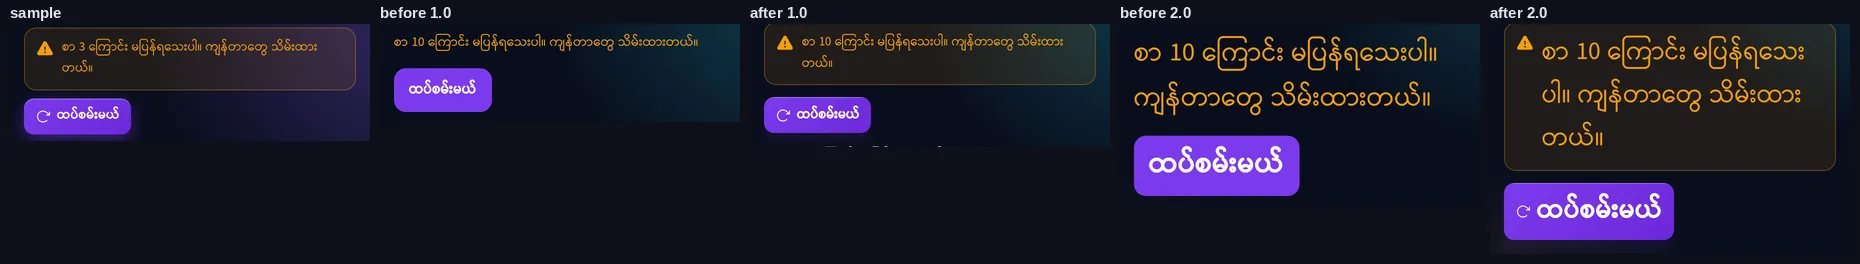 sample
before 1.0
after 1.0
before 2.0
after 2.0
စာ 3 ကြောင်း မပြန်ရသေးပါ။ ကျန်တာတွေ သိမ်းထား
တယ်။
ထပ်စမ်းမယ်
စာ 10 ကြောင်း မပြန်ရသေးပါ။ ကျန်တာတွေ သိမ်းထားတယ်။
ထပ်စမ်းမယ်
စာ 10 ကြောင်း မပြန်ရသေးပါ။ ကျန်တာတွေ သိမ်းထား
တယ်။
ထပ်စမ်းမယ်
စာ 10 ကြောင်း မပြန်ရသေးပါ။
ကျန်တာတွေ သိမ်းထားတယ်။
ထပ်စမ်းမယ်
စာ 10 ကြောင်း မပြန်ရသေး
ပါ။ ကျန်တာတွေ သိမ်းထား
တယ်။
ထပ်စမ်းမယ်